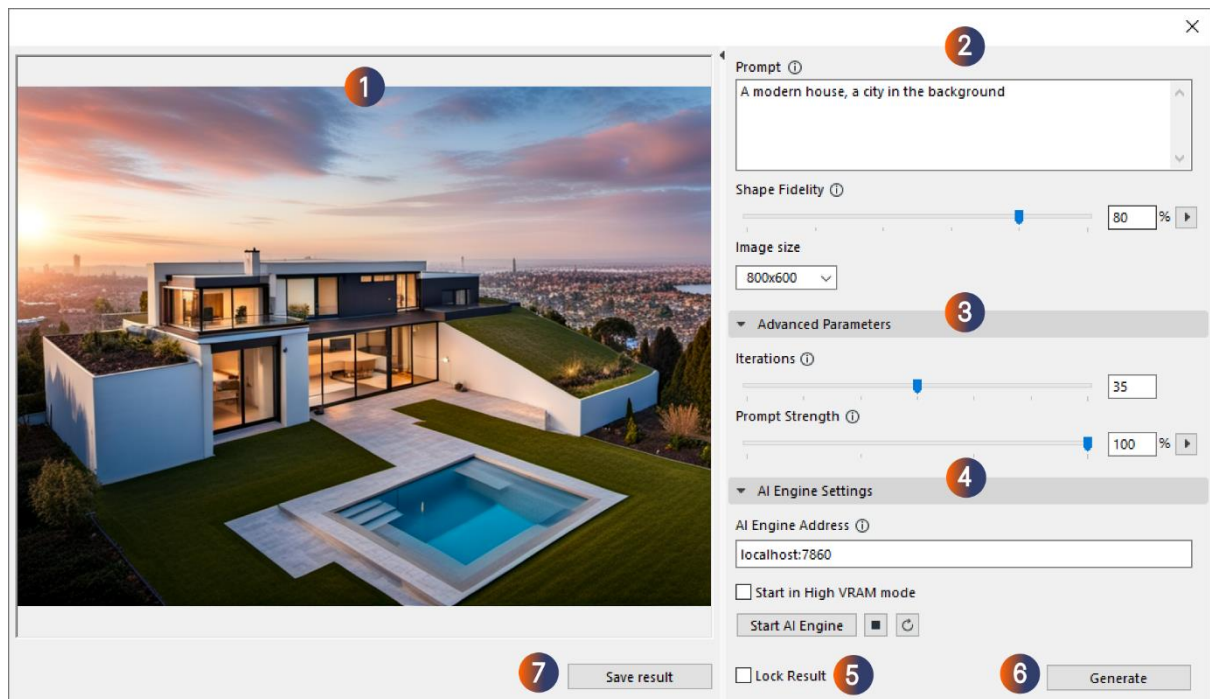 1
2
Prompt
A modern house, a city in the background
Shape Fidelity
80 %
Image size
800x600
3
Advanced Parameters
Iterations
35
Prompt Strength
100 %
4
AI Engine Settings
AI Engine Address
localhost:7860
Start in High VRAM mode
Start AI Engine
7
Save result
Lock Result
5
6
Generate